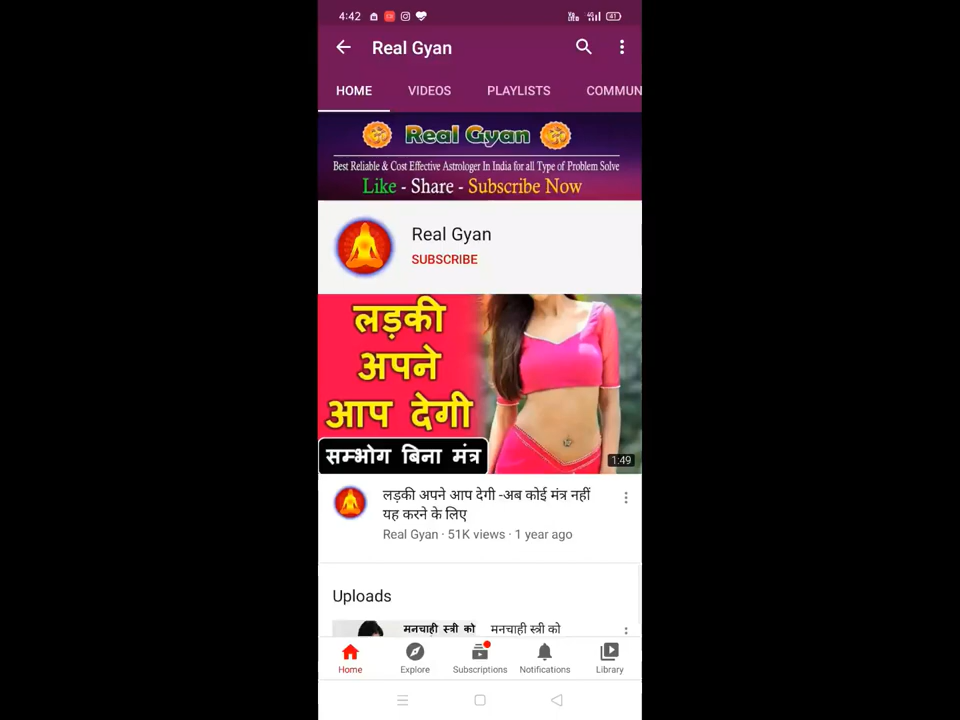 4:42
41
Real Gyan
HOME VIDEOS PLAYLISTS COMMUN
Real Gyan
Best Reliable & Cost Effective Astrologer In India for all Type of Problem Solve
Like - Share - Subscribe Now
Real Gyan
SUBSCRIBE
लड़की
अपने
आप देगी
सम्भोग बिना मंत्र
1:49
लड़की अपने आप देगी -अब कोई मंत्र नहीं
यह करने के लिए
Real Gyan · 51K views · 1 year ago
Uploads
मनचाही स्त्री को मनचाही स्त्री को
Home Explore Subscriptions Notifications Library